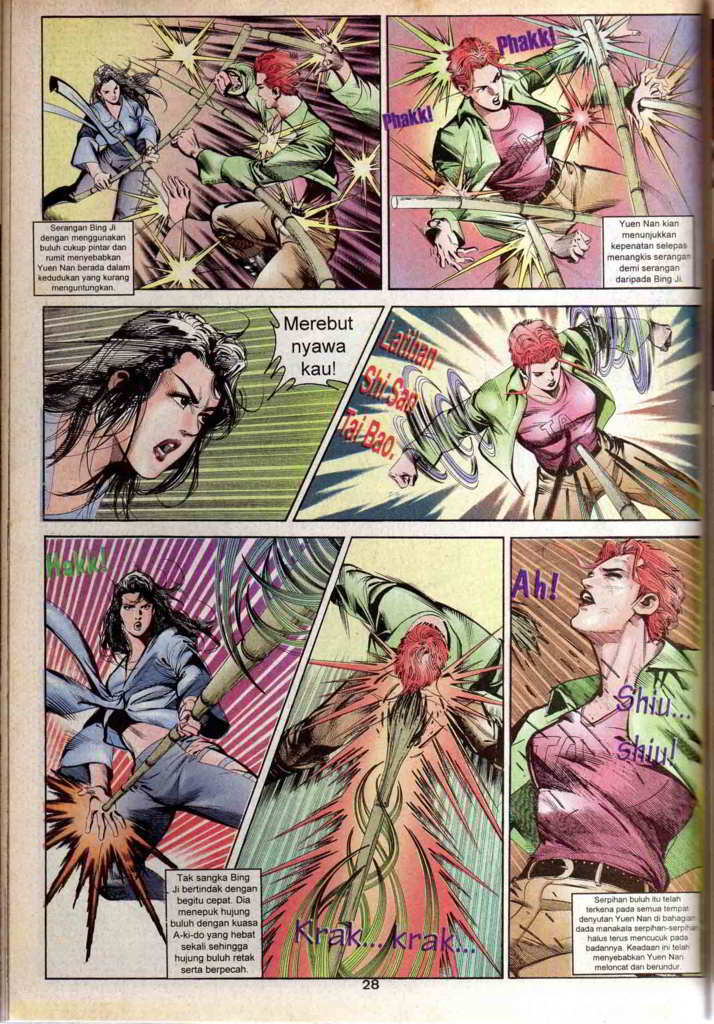 Serangan Bing Ji
dengan menggunakan
buluh cukup pintar dan
rumit menyebabkan
Yuen Nan berada dalam
kedudukan yang kurang
menguntungkan.
Phakk!
Phakk!
Yuen Nan kian
menunjukkan
kepenatan selepas
menangkis serangan
demi serangan
daripada Bing Ji.
Merebut
nyawa
kau!
Latihan
Shi-San
Tai-Bao.
Hakk!
Tak sangka Bing
Ji bertindak dengan
begitu cepat. Dia
menepuk hujung
buluh dengan kuasa
A-ki-do yang hebat
sekali sehingga
hujung buluh retak
serta berpecah.
Krak... krak...
Ah!
Shiu...
shiu!
Serpihan buluh itu telah
terkena pada semua tempat
denyutan Yuen Nan di bahagian
dada manakala serpihan-serpihan
halus terus mencucuk pada
badannya. Keadaan ini telah
menyebabkan Yuen Nan
meloncat dan berundur.
28